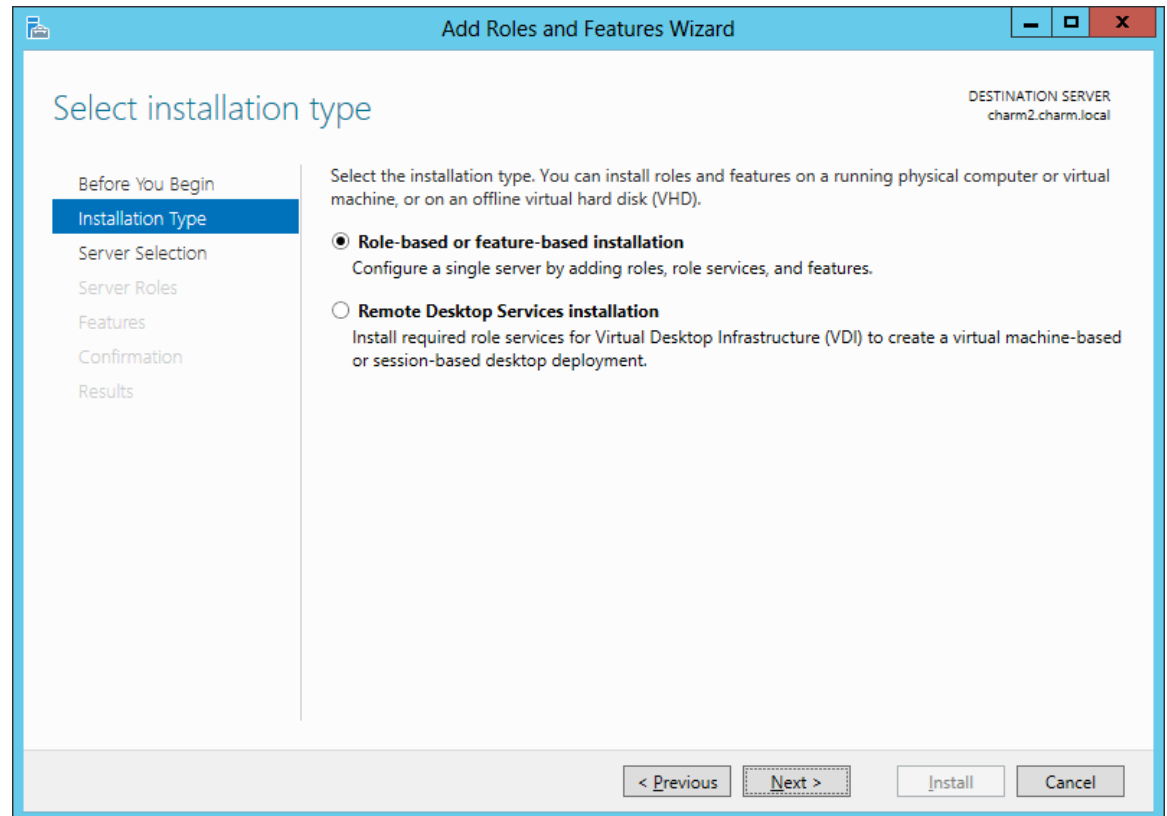 Add Roles and Features Wizard
Select installation type
DESTINATION SERVER
charm2.charm.local
Before You Begin
Installation Type
Server Selection
Server Roles
Features
Confirmation
Results
Select the installation type. You can install roles and features on a running physical computer or virtual
machine, or on an offline virtual hard disk (VHD).
Role-based or feature-based installation
Configure a single server by adding roles, role services, and features.
Remote Desktop Services installation
Install required role services for Virtual Desktop Infrastructure (VDI) to create a virtual machine-based
or session-based desktop deployment.
< Previous
Next >
Install
Cancel